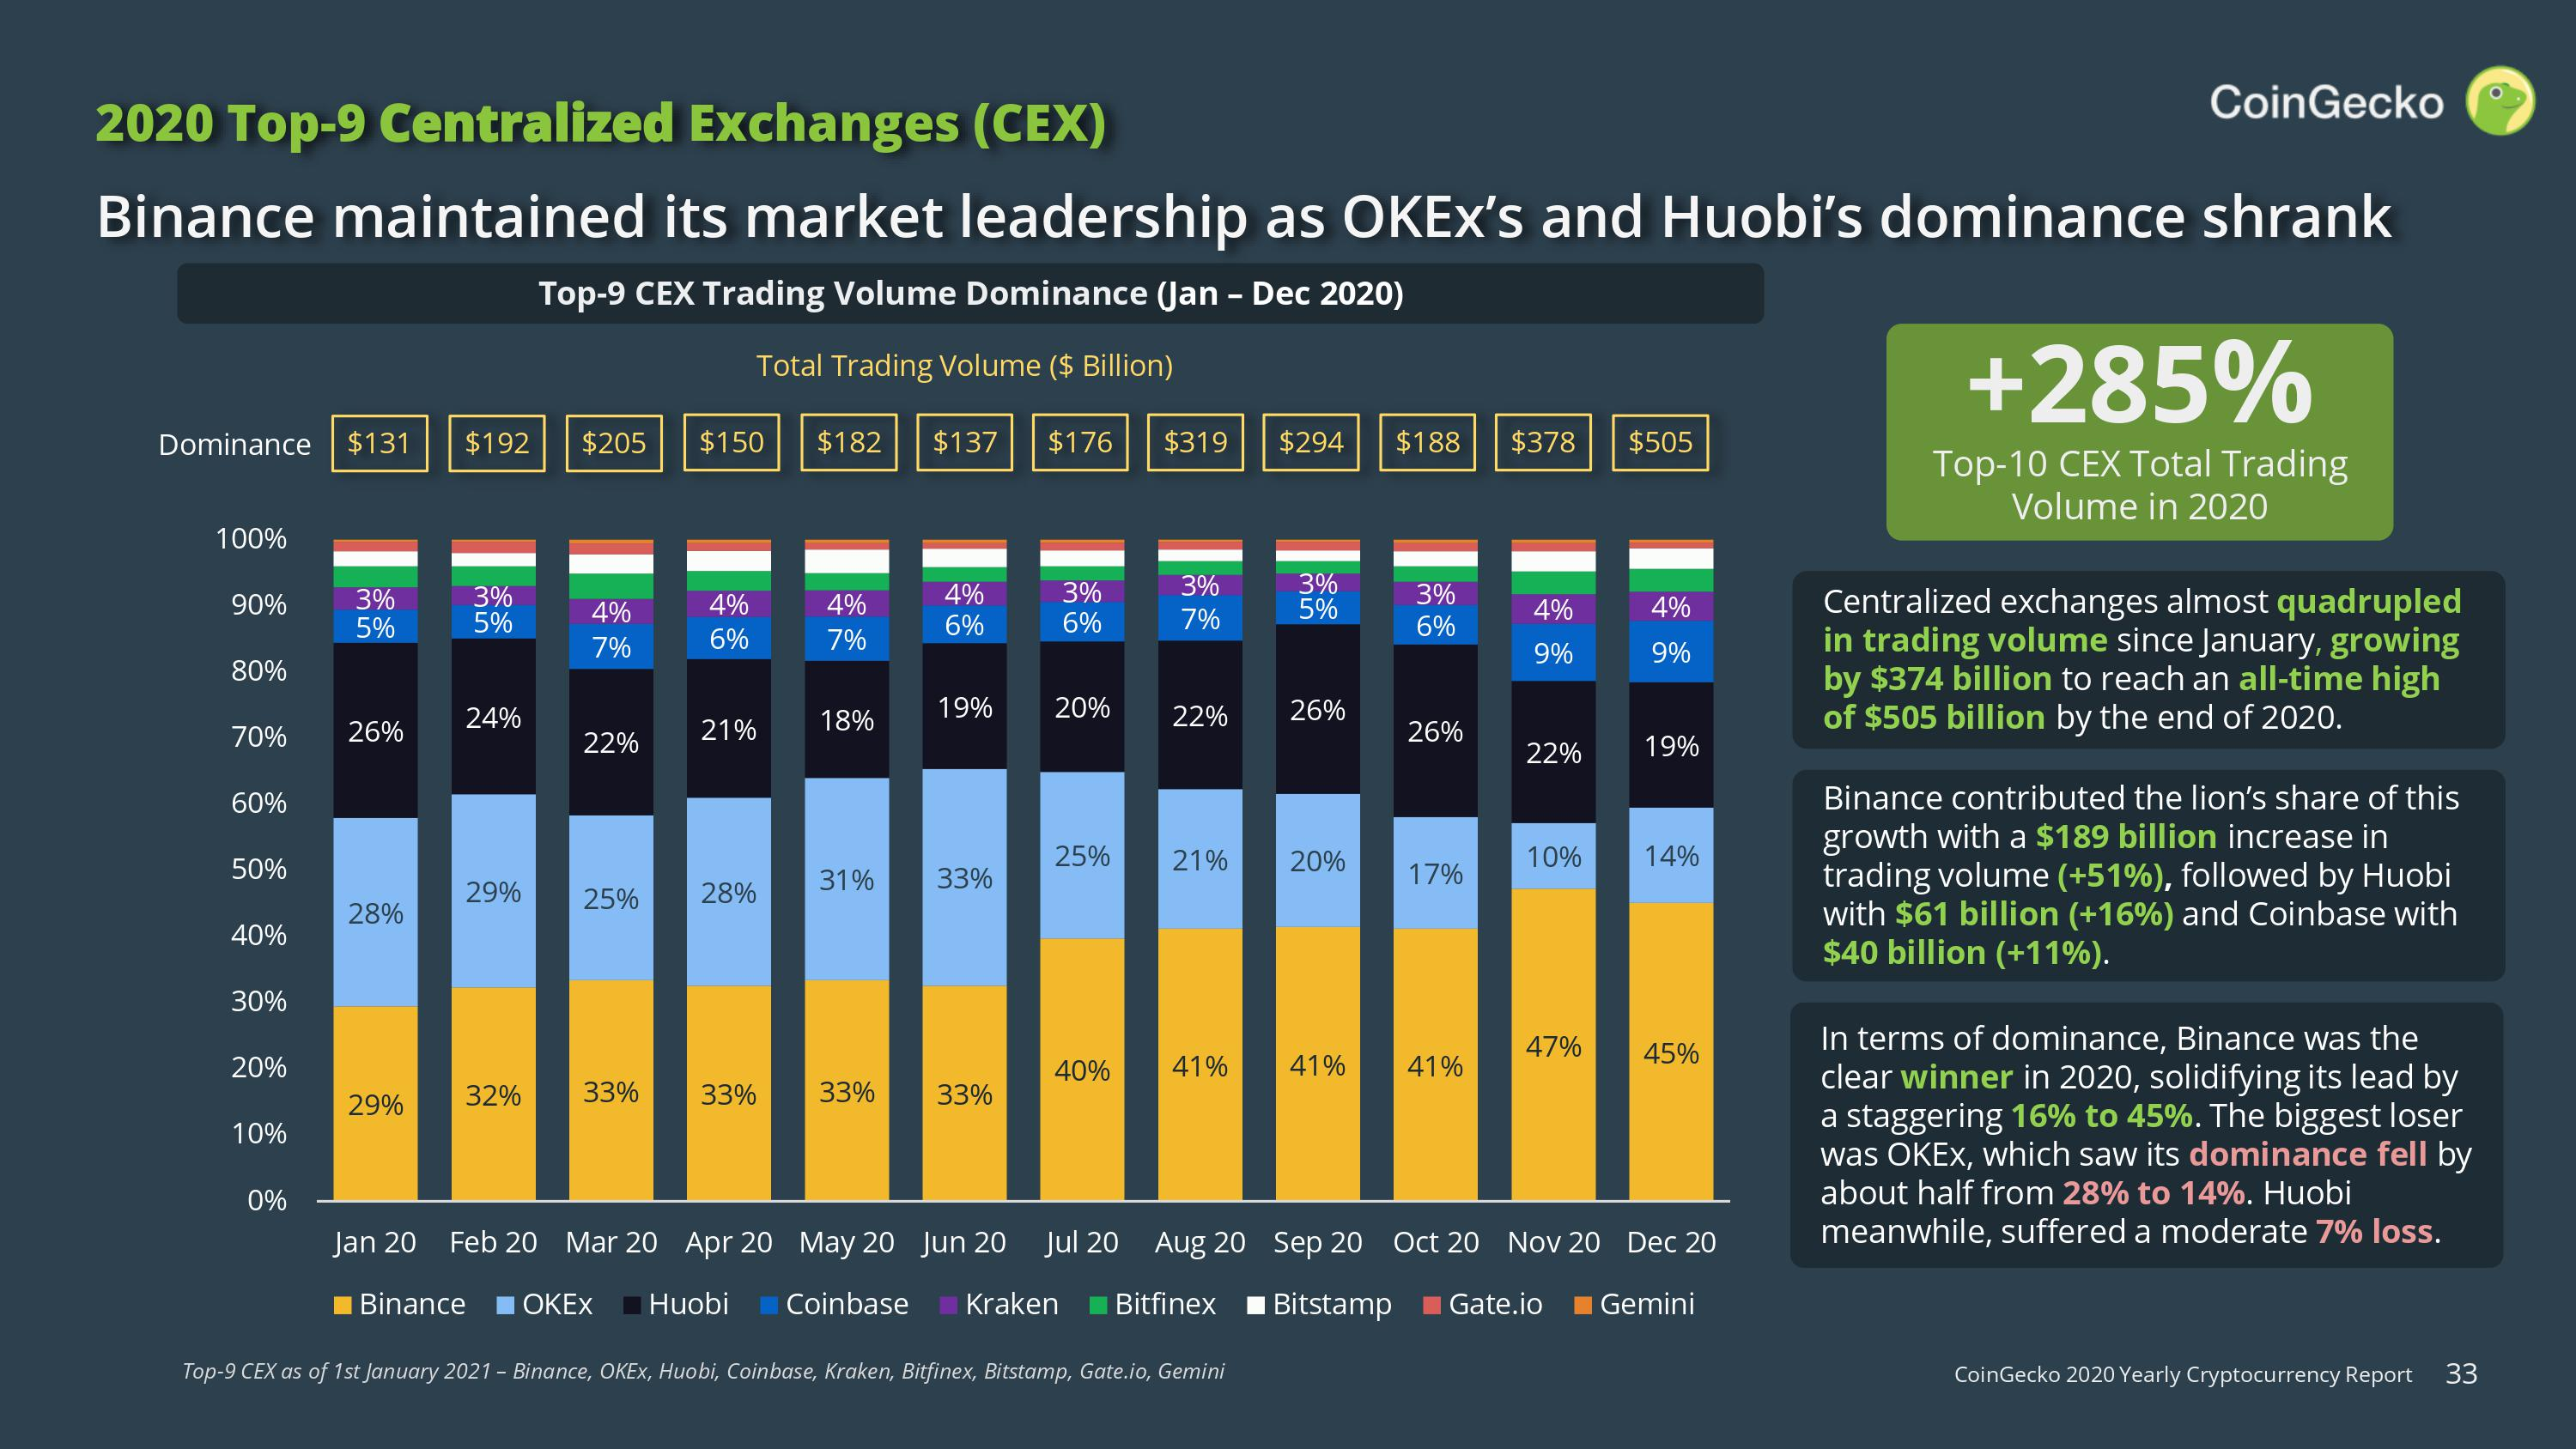 2020 Top-9 Centralized Exchanges (CEX)
CoinGecko
Binance maintained its market leadership as OKEx’s and Huobi’s dominance shrank
Top-9 CEX Trading Volume Dominance (Jan – Dec 2020)
Total Trading Volume ($ Billion)
Dominance $131 $192 $205 $150 $182 $137 $176 $319 $294 $188 $378 $505
100%
90%
80%
70%
60%
50%
40%
30%
20%
10%
0%
3% 3% 4% 4% 4% 4% 3% 3% 3% 3% 4% 4%
5% 5% 7% 6% 7% 6% 6% 7% 5% 6% 9% 9%
26% 24% 22% 21% 18% 19% 20% 22% 26% 26% 22% 19%
28% 29% 25% 28% 31% 33% 25% 21% 20% 17% 10% 14%
29% 32% 33% 33% 33% 33% 40% 41% 41% 41% 47% 45%
Jan 20 Feb 20 Mar 20 Apr 20 May 20 Jun 20 Jul 20 Aug 20 Sep 20 Oct 20 Nov 20 Dec 20
Binance OKEx Huobi Coinbase Kraken Bitfinex Bitstamp Gate.io Gemini
+285%
Top-10 CEX Total Trading
Volume in 2020
Centralized exchanges almost quadrupled
in trading volume since January, growing
by $374 billion to reach an all-time high
of $505 billion by the end of 2020.
Binance contributed the lion’s share of this
growth with a $189 billion increase in
trading volume (+51%), followed by Huobi
with $61 billion (+16%) and Coinbase with
$40 billion (+11%).
In terms of dominance, Binance was the
clear winner in 2020, solidifying its lead by
a staggering 16% to 45%. The biggest loser
was OKEx, which saw its dominance fell by
about half from 28% to 14%. Huobi
meanwhile, suffered a moderate 7% loss.
Top-9 CEX as of 1st January 2021 – Binance, OKEx, Huobi, Coinbase, Kraken, Bitfinex, Bitstamp, Gate.io, Gemini
CoinGecko 2020 Yearly Cryptocurrency Report 33